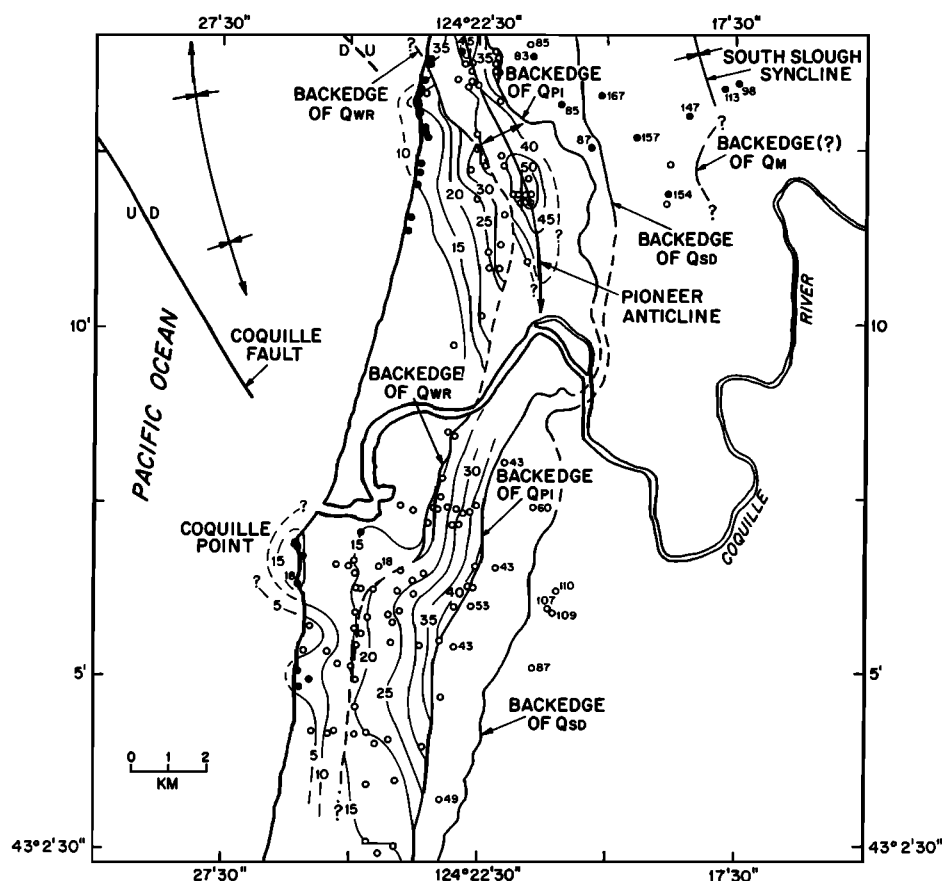 27'30"
124°22'30"
17'30"
D U
35
45
35
85
83
SOUTH SLOUGH
SYNCLINE
BACKEDGE
OF QPI
BACKEDGE
OF QWR
85
167
147
113
98
87
157
BACKEDGE(?)
OF QM
10
40
50
20
30
154
25
45
U D
15
BACKEDGE
OF QSD
PIONEER
ANTICLINE
RIVER
10'
10'
COQUILLE
FAULT
PACIFIC OCEAN
BACKEDGE
OF QWR
30
43
BACKEDGE
OF QPI
60
COQUILLE
COQUILLE
POINT
15
15
18
18
43
5
40
53
110
107
109
35
43
20
5'
5'
87
25
BACKEDGE
OF QSD
0 1 2
KM
5
10
?
15
49
43°2'30"
43°2'30"
27'30"
124°22'30"
17'30"